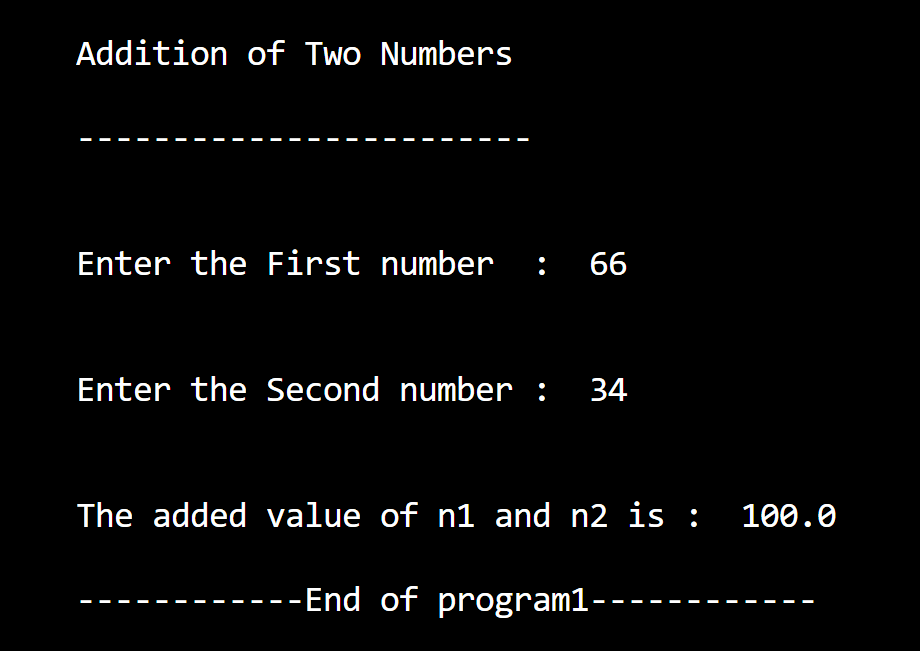 Addition of Two Numbers
------------------------
Enter the First number  :  66
Enter the Second number :  34
The added value of n1 and n2 is :  100.0
------------End of program1------------